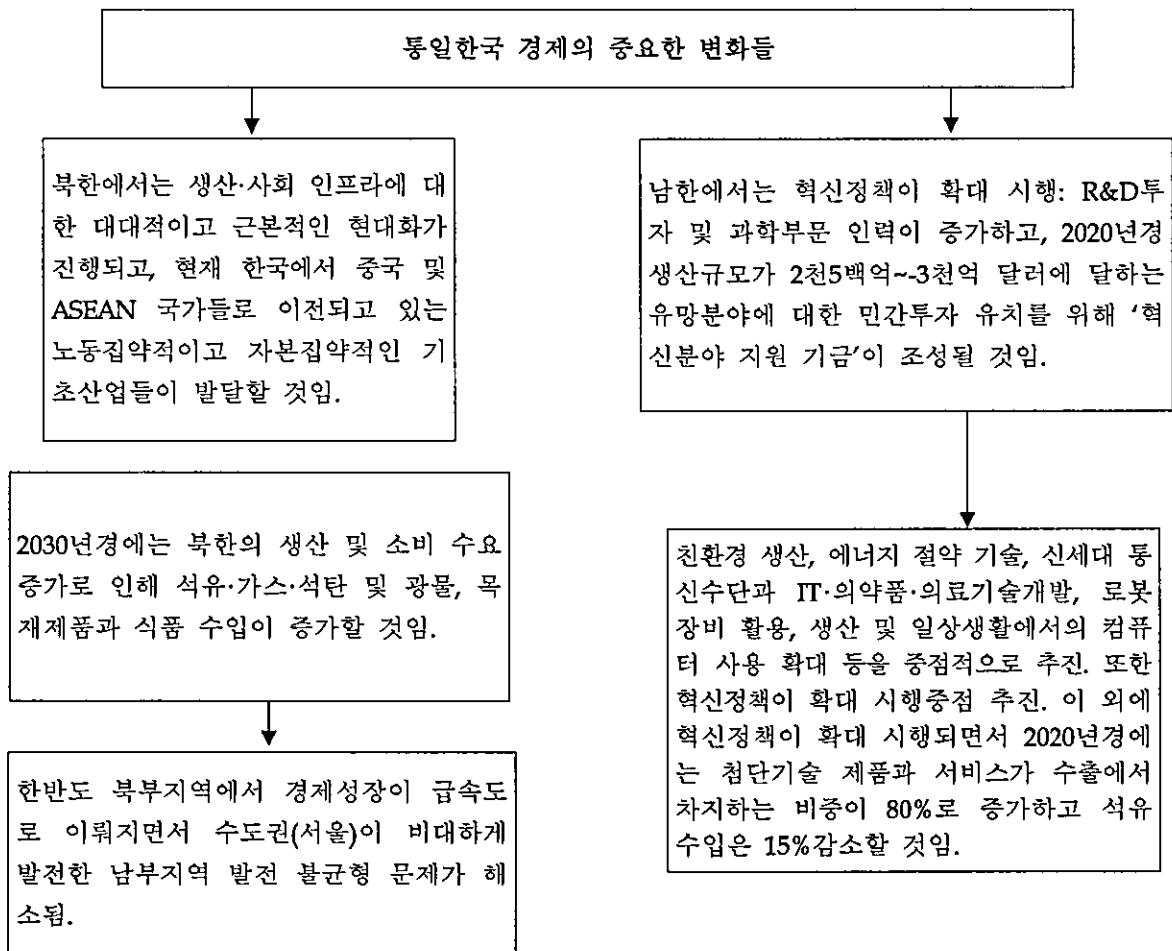 통일한국 경제의 중요한 변화들
북한에서는 생산·사회 인프라에 대
한 대대적이고 근본적인 현대화가
진행되고, 현재 한국에서 중국 및
ASEAN 국가들로 이전되고 있는
노동집약적이고 자본집약적인 기
초산업들이 발달할 것임.
2030년경에는 북한의 생산 및 소비 수요
증가로 인해 석유·가스·석탄 및 광물, 목
재제품과 식품 수입이 증가할 것임.
한반도 북부지역에서 경제성장이 급속도
로 이뤄지면서 수도권(서울)이 비대하게
발전한 남부지역 발전 불균형 문제가 해
소됨.
남한에서는 혁신정책이 확대 시행: R&D투
자 및 과학부문 인력이 증가하고, 2020년경
생산규모가 2천5백억~-3천억 달러에 달하는
유망분야에 대한 민간투자 유치를 위해 ‘혁
신분야 지원 기금’이 조성될 것임.
친환경 생산, 에너지 절약 기술, 신세대 통
신수단과 IT·의약품·의료기술개발, 로봇
장비 활용, 생산 및 일상생활에서의 컴퓨
터 사용 확대 등을 중점적으로 추진. 또한
혁신정책이 확대 시행중점 추진. 이 외에
혁신정책이 확대 시행되면서 2020년경에
는 첨단기술 제품과 서비스가 수출에서
차지하는 비중이 80%로 증가하고 석유
수입은 15%감소할 것임.